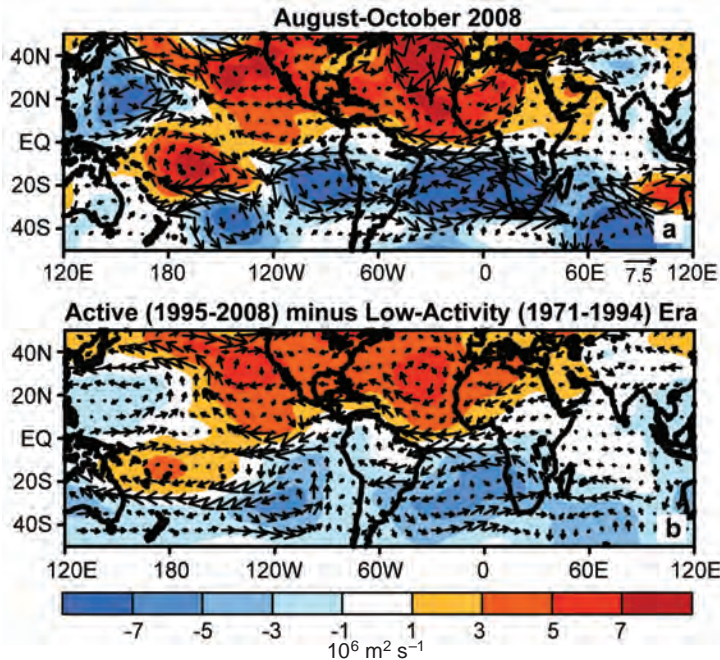 August-October 2008
40N
20N
EQ
20S
40S
a
120E 180 120W 60W 0 60E 120E
7.5
Active (1995-2008) minus Low-Activity (1971-1994) Era
40N
20N
EQ
20S
40S
b
120E 180 120W 60W 0 60E 120E
-7 -5 -3 -1 1 3 5 7
10⁶ m² s⁻¹